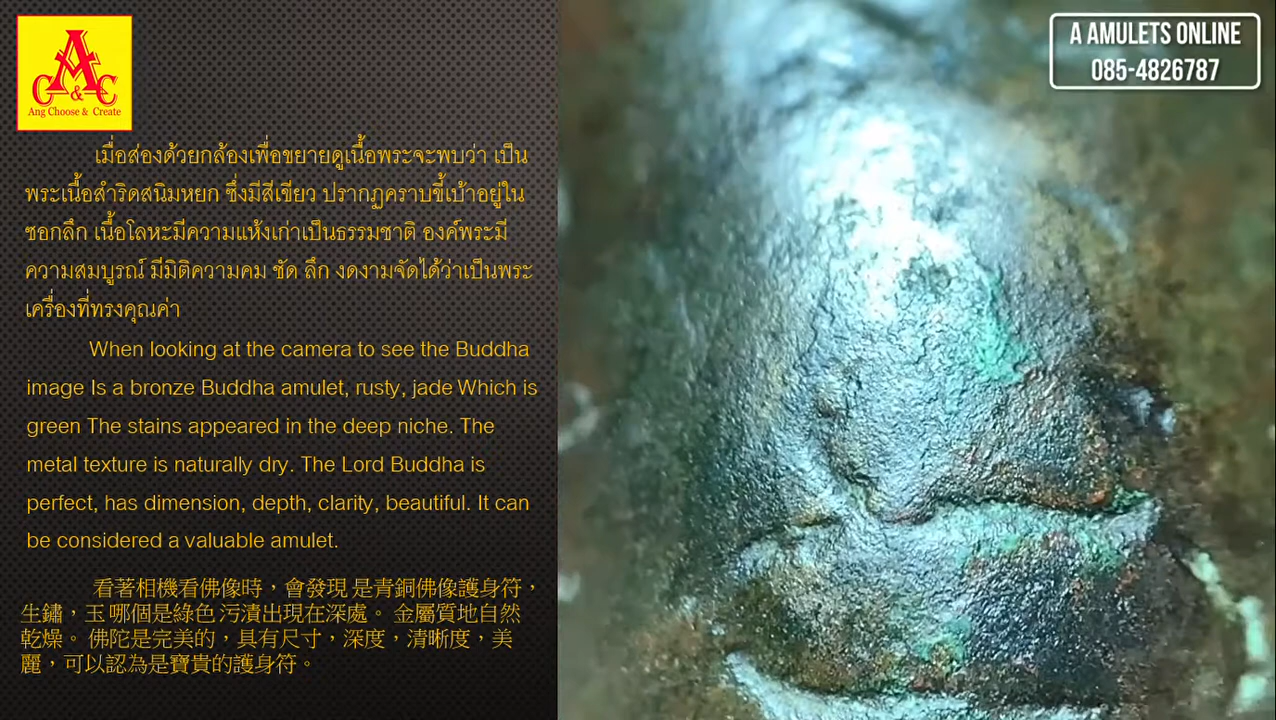 A
C & C
Ang Choose & Create
A AMULETS ONLINE
085-4826787
เมื่อส่องด้วยกล้องเพื่อขยายดูเนื้อพระจะพบว่า เป็น
พระเนื้อสำริดสนิมหยก ซึ่งมีสีเขียว ปรากฏคราบขี้เบ้าอยู่ใน
ซอกลึก เนื้อโลหะมีความแห้งเก่าเป็นธรรมชาติ องค์พระมี
ความสมบูรณ์ มีมิติความคม ชัด ลึก งดงามจัดได้ว่าเป็นพระ
เครื่องที่ทรงคุณค่า
When looking at the camera to see the Buddha
image Is a bronze Buddha amulet, rusty, jade Which is
green The stains appeared in the deep niche. The
metal texture is naturally dry. The Lord Buddha is
perfect, has dimension, depth, clarity, beautiful. It can
be considered a valuable amulet.
看著相機看佛像時，會發現 是青銅佛像護身符，
生鏽，玉 哪個是綠色 污漬出現在深處。 金屬質地自然
乾燥。 佛陀是完美的，具有尺寸，深度，清晰度，美
麗，可以認為是寶貴的護身符。